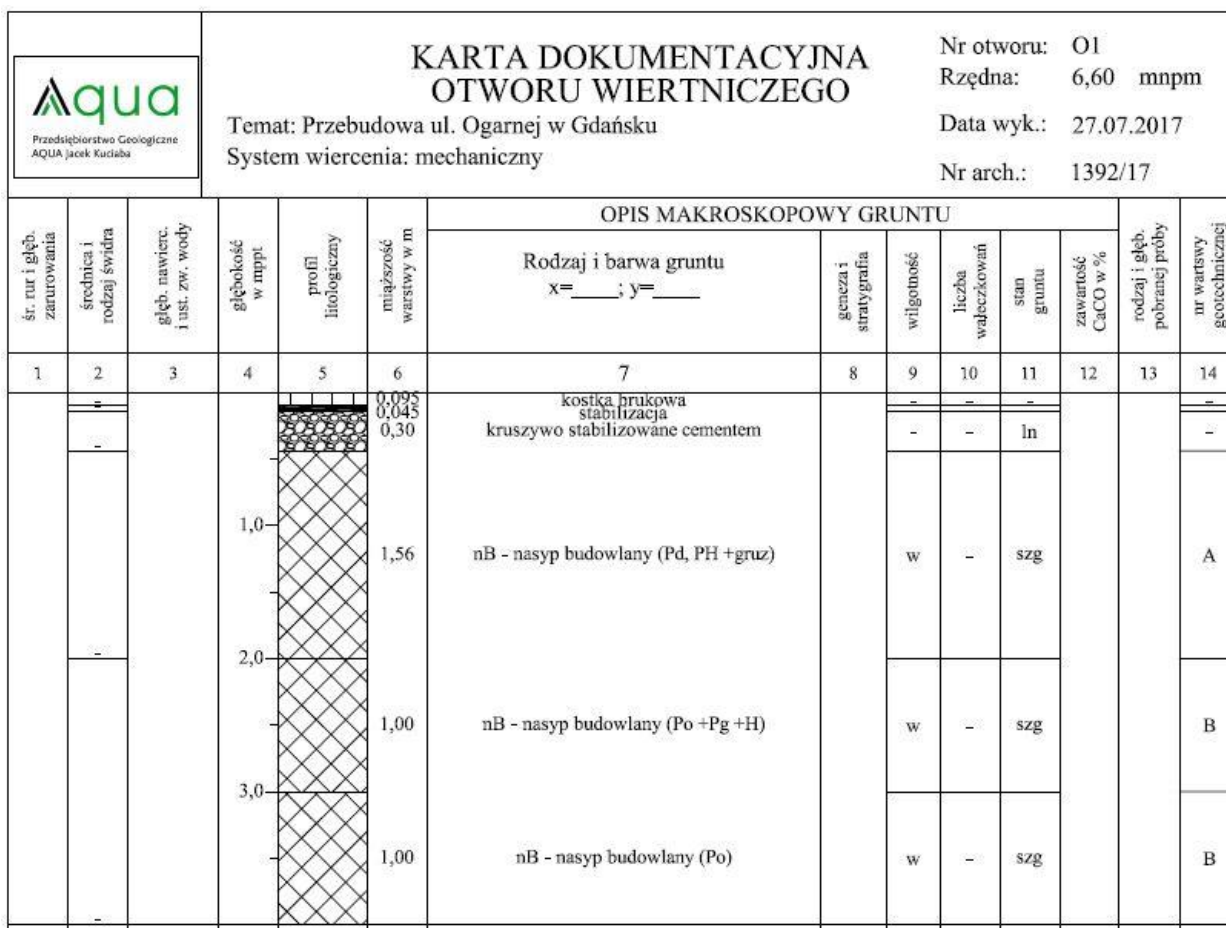 Aqua
Przedsiębiorstwo Geologiczne
AQUA Jacek Kuciaba
KARTA DOKUMENTACYJNA
OTWORU WIERTNICZEGO
Temat: Przebudowa ul. Ogarnej w Gdańsku
System wiercenia: mechaniczny
Nr otworu: O1
Rzędna: 6,60 mnpm
Data wyk.: 27.07.2017
Nr arch.: 1392/17
śr. rur i głęb.
zarurowania
średnica i
rodzaj świdra
głęb. nawierc.
i ust. zw. wody
głębokość
w mppt
profil
litologiczny
miąższość
warstwy w m
OPIS MAKROSKOPOWY GRUNTU
Rodzaj i barwa gruntu
x=____; y=____
geneza i
stratygrafia
wilgotność
liczba
wałeczkowań
stan
gruntu
zawartość
CaCO w %
rodzaj i głęb.
pobranej próby
nr wartswy
geotechnicznej
1 2 3 4 5 6 7 8 9 10 11 12 13 14
- 0,095 kostka brukowa - - - -
0,045 stabilizacja
0,30 kruszywo stabilizowane cementem - - ln -
-
1,0
1,56 nB - nasyp budowlany (Pd, PH +gruz) w - szg A
- 2,0
1,00 nB - nasyp budowlany (Po +Pg +H) w - szg B
3,0
1,00 nB - nasyp budowlany (Po) w - szg B
-